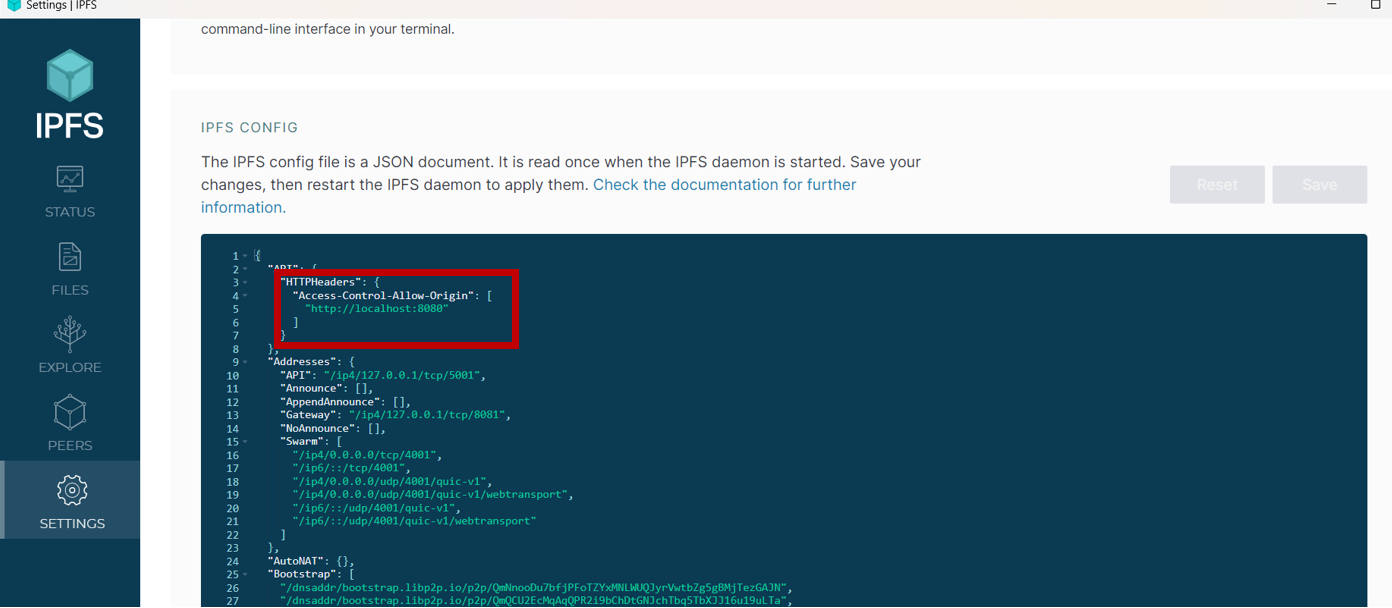 Settings | IPFS
command-line interface in your terminal.
IPFS
STATUS
FILES
EXPLORE
PEERS
SETTINGS
IPFS CONFIG
The IPFS config file is a JSON document. It is read once when the IPFS daemon is started. Save your
changes, then restart the IPFS daemon to apply them. Check the documentation for further
information.
Reset
Save
1 {
2 "API": {
3 "HTTPHeaders": {
4 "Access-Control-Allow-Origin": [
5 "http://localhost:8080"
6 ]
7 }
8 },
9 "Addresses": {
10 "API": "/ip4/127.0.0.1/tcp/5001",
11 "Announce": [],
12 "AppendAnnounce": [],
13 "Gateway": "/ip4/127.0.0.1/tcp/8081",
14 "NoAnnounce": [],
15 "Swarm": [
16 "/ip4/0.0.0.0/tcp/4001",
17 "/ip6/::/tcp/4001",
18 "/ip4/0.0.0.0/udp/4001/quic-v1",
19 "/ip4/0.0.0.0/udp/4001/quic-v1/webtransport",
20 "/ip6/::/udp/4001/quic-v1",
21 "/ip6/::/udp/4001/quic-v1/webtransport"
22 ]
23 },
24 "AutoNAT": {},
25 "Bootstrap": [
26 "/dnsaddr/bootstrap.libp2p.io/p2p/QmNnooDu7bfjPFoTZYxMNLWUQJyrVwtbZg5gBMjTezGAJN",
27 "/dnsaddr/bootstrap.libp2p.io/p2p/QmQCU2EcMqAqQPR2i9bChDtGNJchTbq5TbXJJ16u19uLTa",